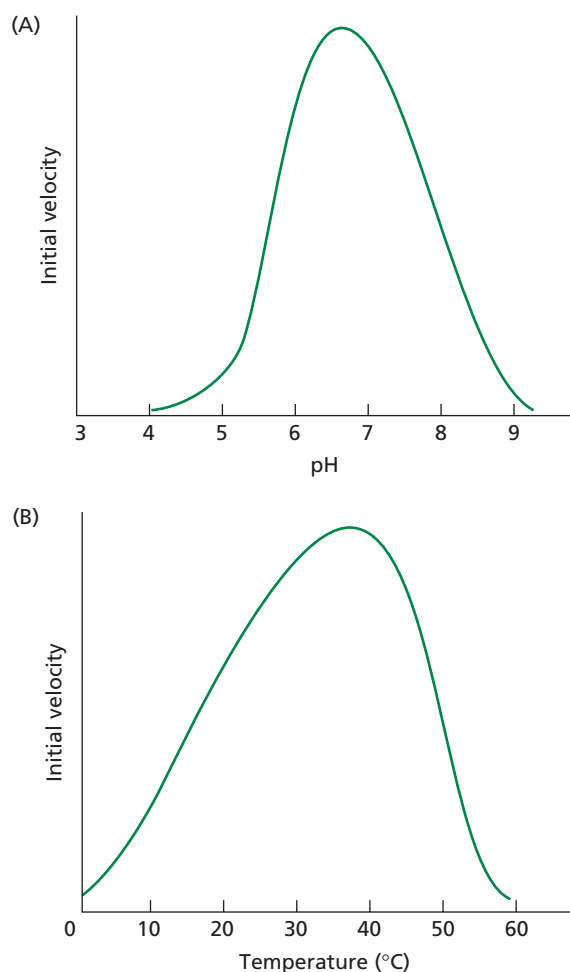 (A)
Initial velocity
3 4 5 6 7 8 9
pH
(B)
Initial velocity
0 10 20 30 40 50 60
Temperature (°C)